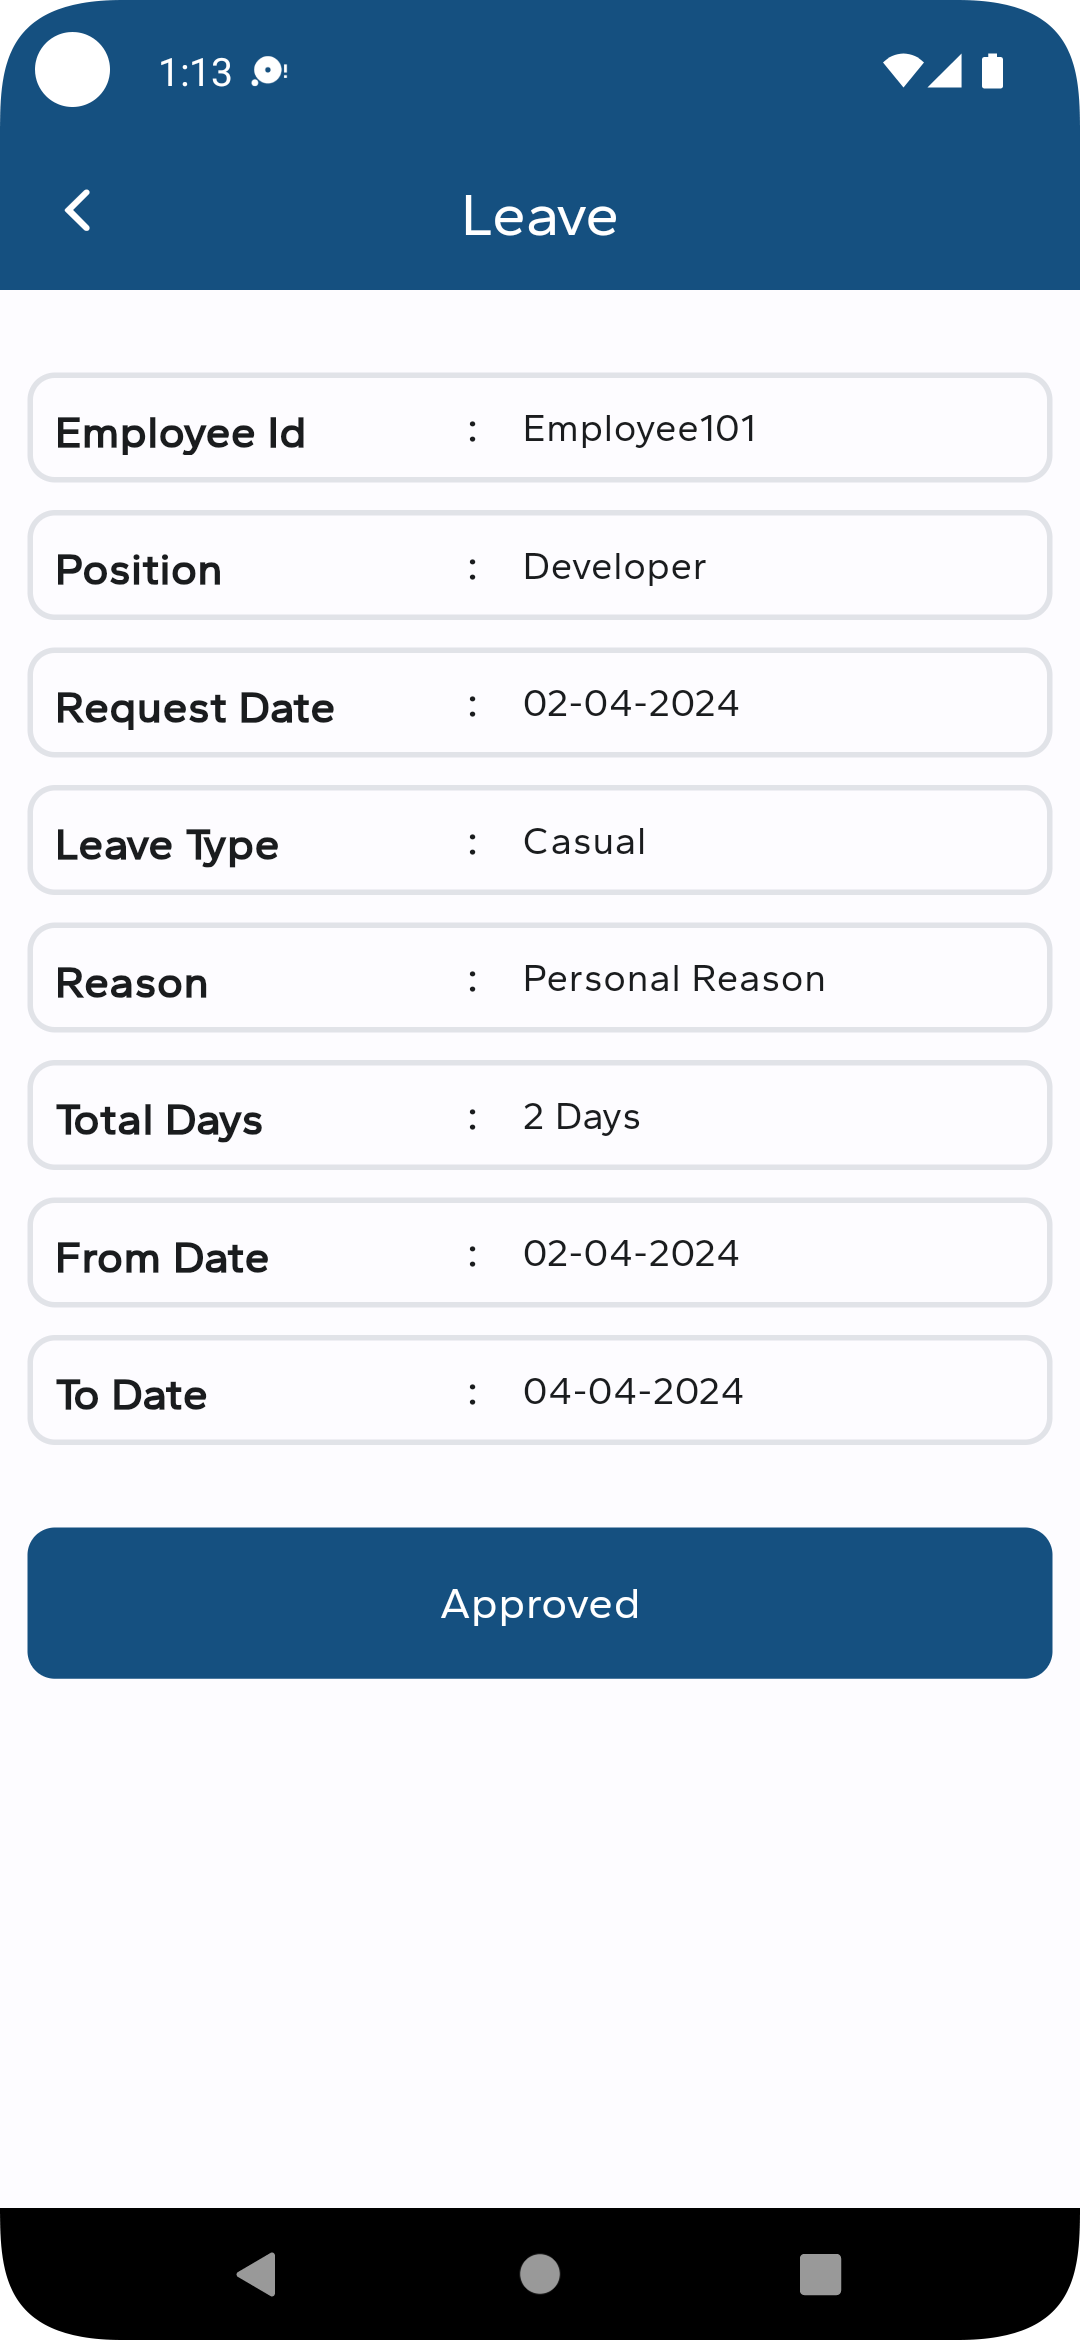 1:13
Leave
Employee Id : Employee101
Position : Developer
Request Date : 02-04-2024
Leave Type : Casual
Reason : Personal Reason
Total Days : 2 Days
From Date : 02-04-2024
To Date : 04-04-2024
Approved